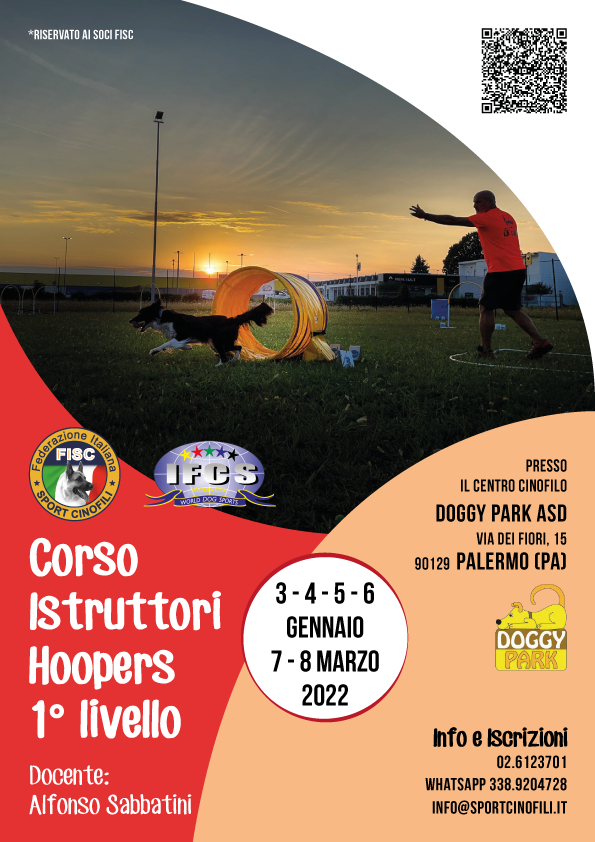 *RISERVATO AI SOCI FISC
Federazione Italiana
FISC
SPORT CINOFILI
IFCS
WORLD DOG SPORTS
Corso
Istruttori
Hoopers
1° livello
Docente:
Alfonso Sabbatini
3 - 4 - 5 - 6
GENNAIO
7 - 8 MARZO
2022
PRESSO
IL CENTRO CINOFILO
DOGGY PARK ASD
VIA DEI FIORI, 15
90129 PALERMO (PA)
DOGGY
PARK
Info e Iscrizioni
02.6123701
WHATSAPP 338.9204728
INFO@SPORTCINOFILI.IT